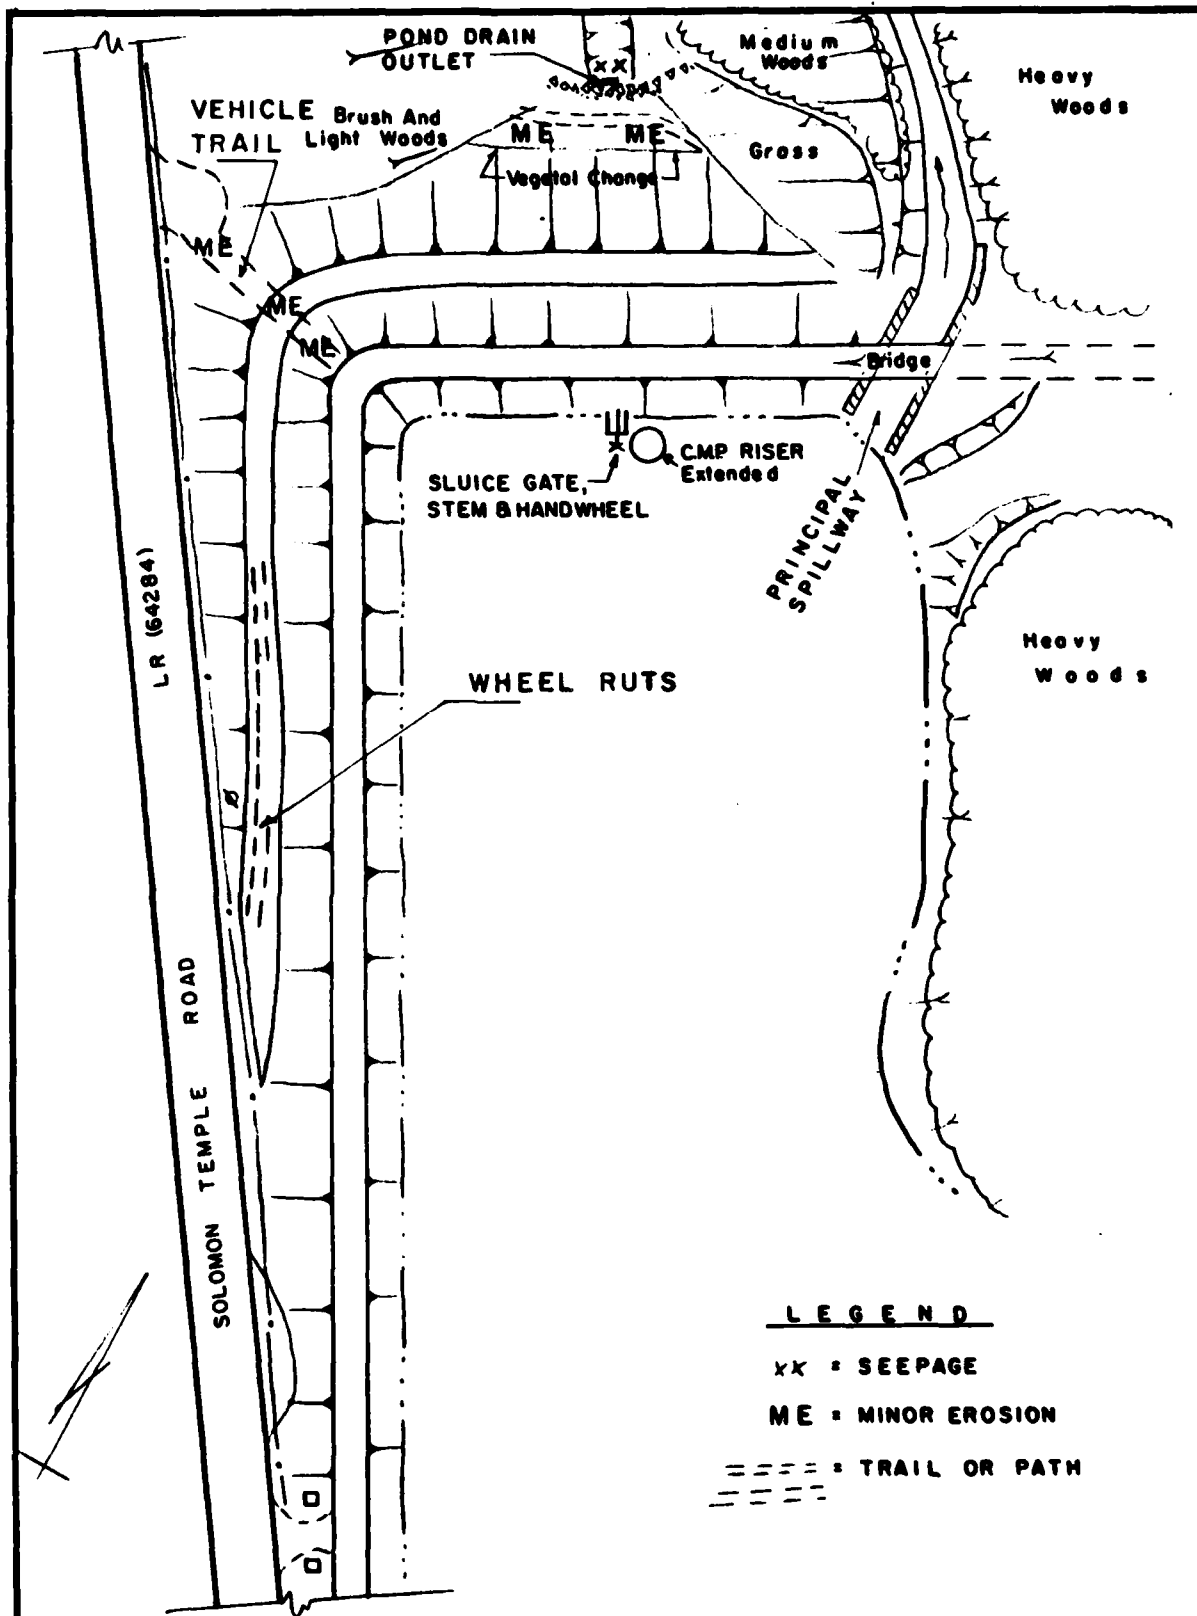 POND DRAIN
OUTLET
xx
Medium
Woods
Heavy
Woods
VEHICLE
TRAIL
Brush And
Light Woods
ME
ME
Grass
Vegetal Change
ME
ME
ME
Bridge
SLUICE GATE,
STEM & HANDWHEEL
C.M.P. RISER
Extended
PRINCIPAL
SPILLWAY
LR (64284)
Heavy
Woods
WHEEL RUTS
SOLOMON TEMPLE ROAD
LEGEND
xx = SEEPAGE
ME = MINOR EROSION
= TRAIL OR PATH